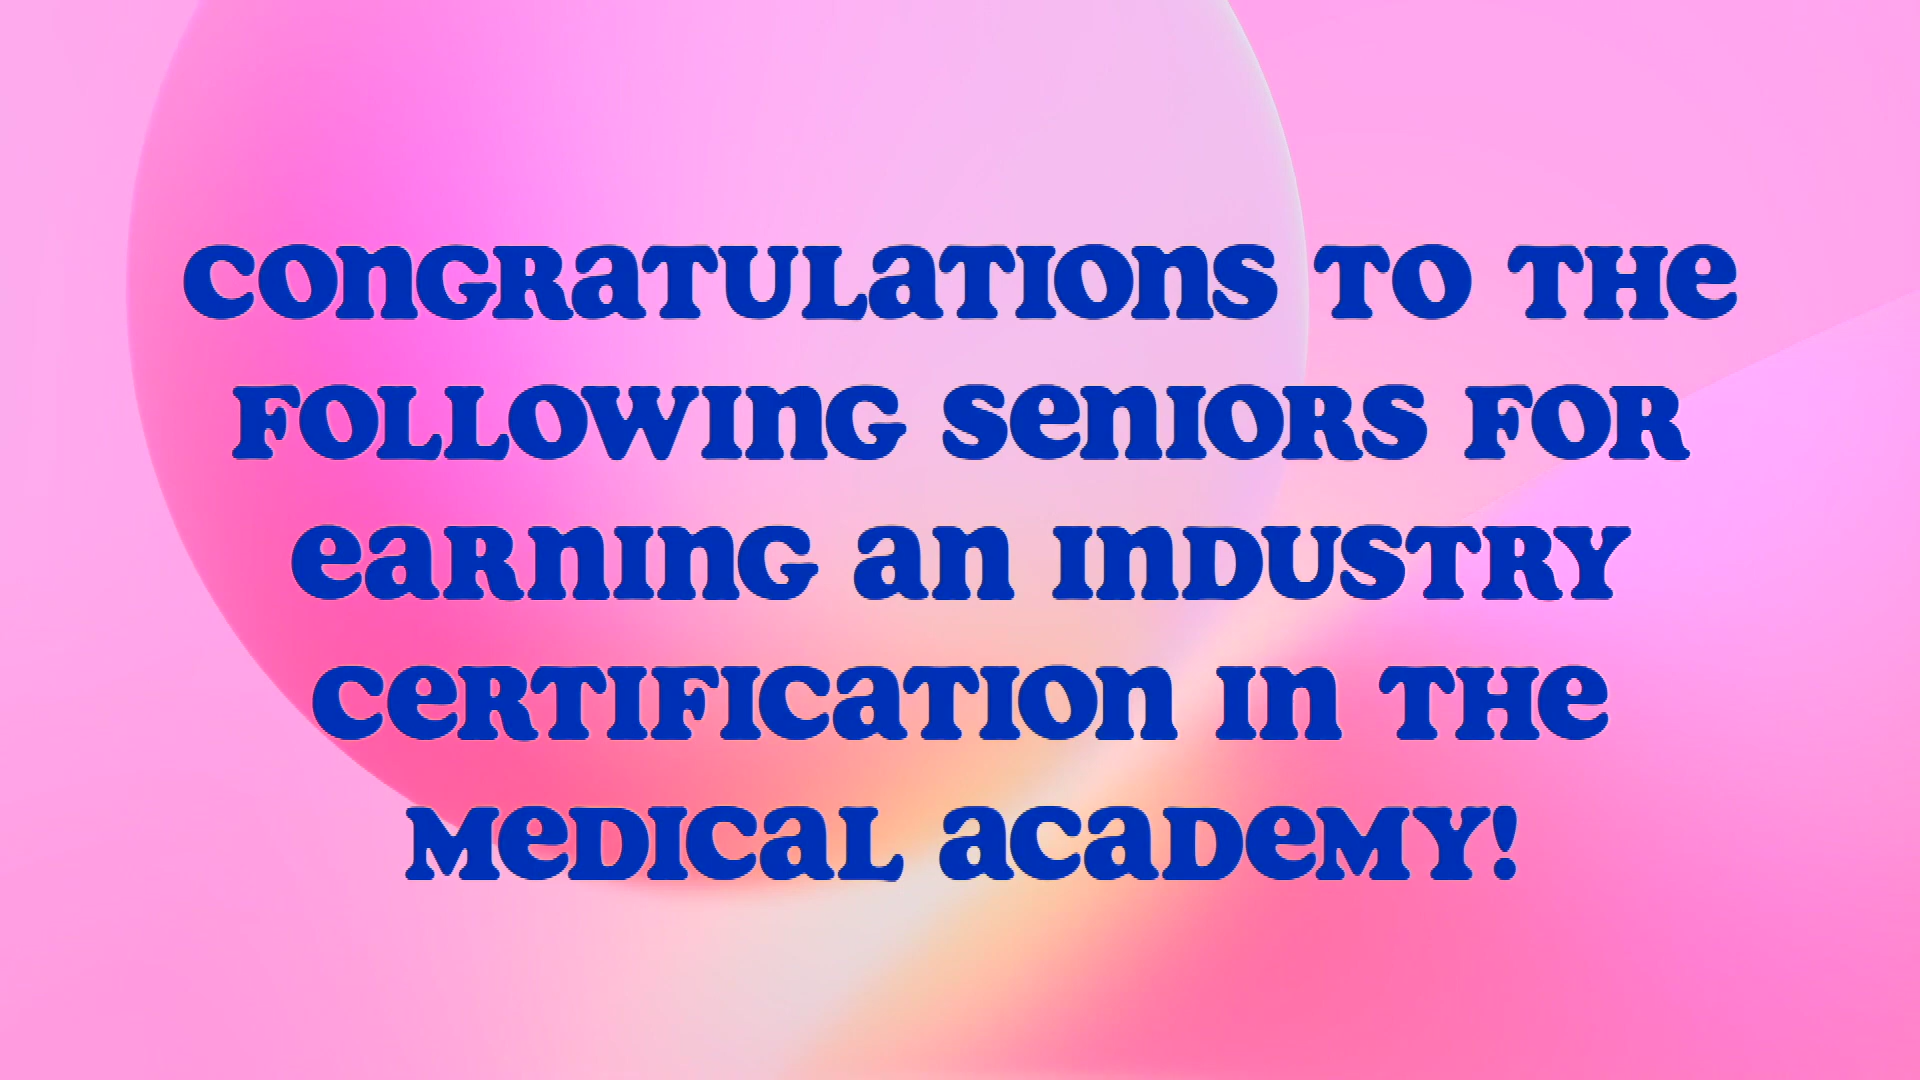 CONGRATULATIONS TO THE
FOLLOWING SENIORS FOR
EARNING AN INDUSTRY
CERTIFICATION IN THE
MEDICAL ACADEMY!